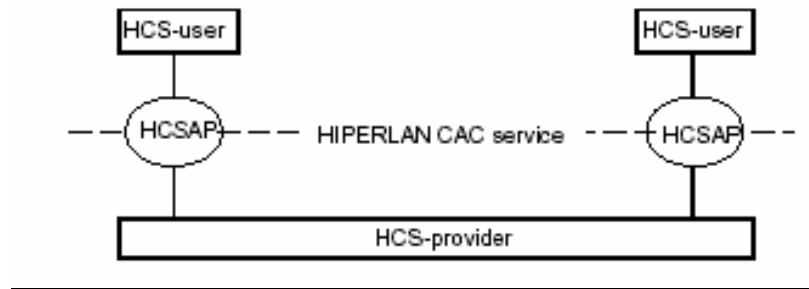 HCS-user HCS-user
HCSAP HIPERLAN CAC service HCSAP
HCS-provider